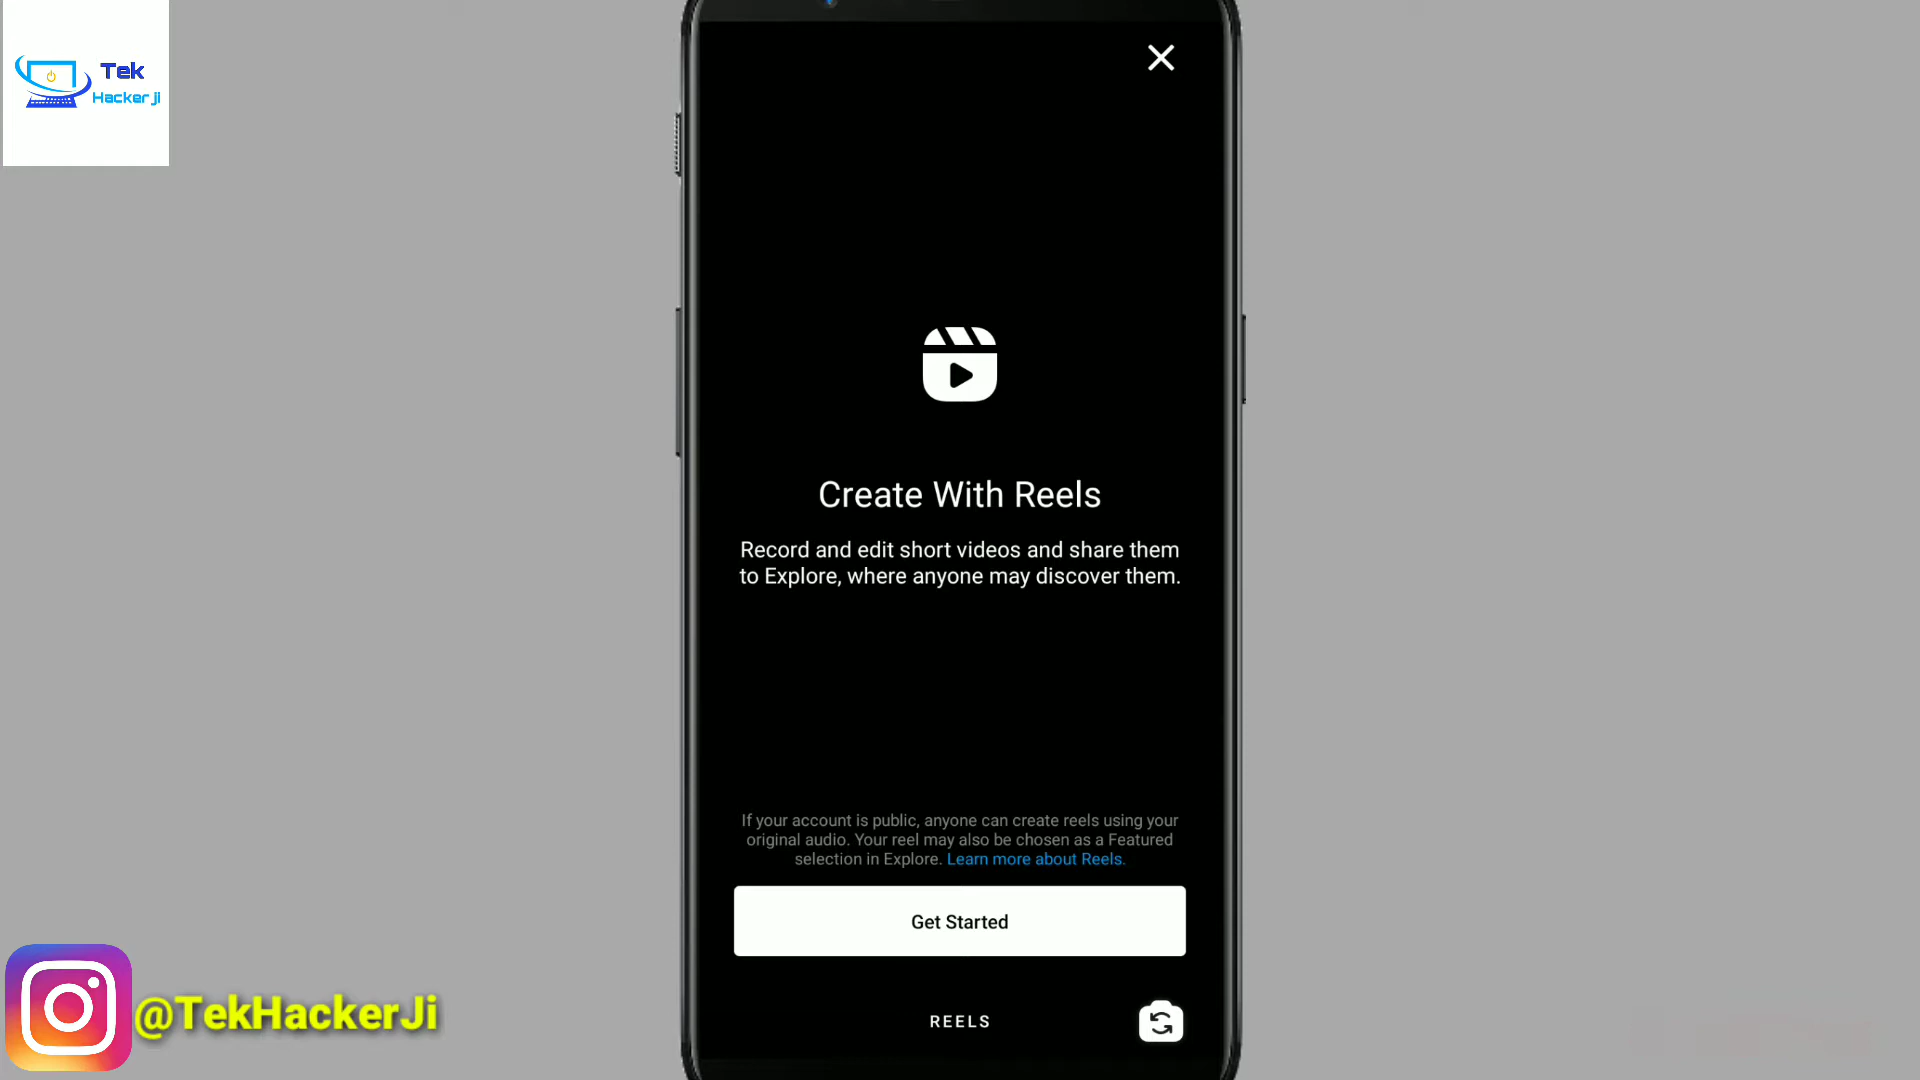 Tek
Hacker ji
Create With Reels
Record and edit short videos and share them
to Explore, where anyone may discover them.
If your account is public, anyone can create reels using your
original audio. Your reel may also be chosen as a Featured
selection in Explore. Learn more about Reels.
Get Started
REELS
@TekHackerJi